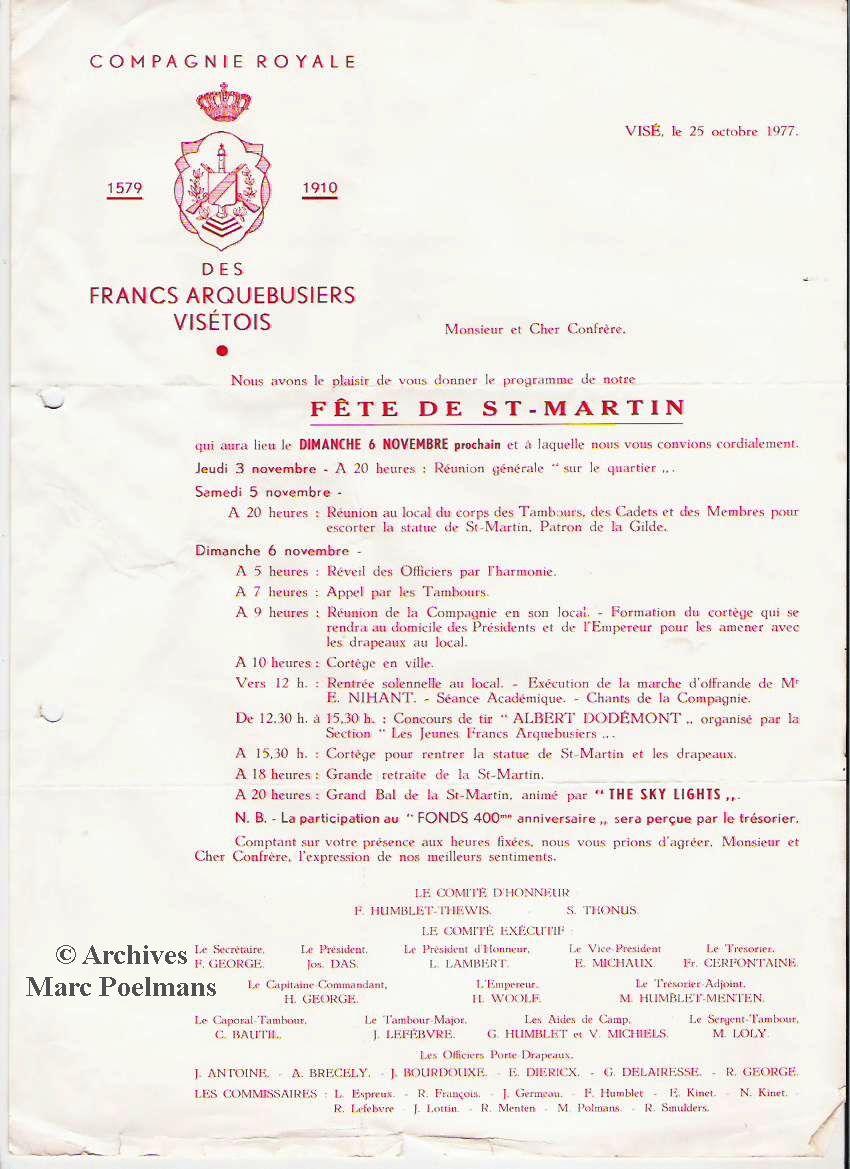 COMPAGNIE ROYALE
VISÉ, le 25 octobre 1977.
1579 1910
DES
FRANCS ARQUEBUSIERS
VISÉTOIS
Monsieur et Cher Confrère,
Nous avons le plaisir de vous donner le programme de notre
FÊTE DE ST-MARTIN
qui aura lieu le DIMANCHE 6 NOVEMBRE prochain et à laquelle nous vous convions cordialement.
Jeudi 3 novembre - A 20 heures : Réunion générale " sur le quartier „.
Samedi 5 novembre -
A 20 heures : Réunion au local du corps des Tambours, des Cadets et des Membres pour
escorter la statue de St-Martin, Patron de la Gilde.
Dimanche 6 novembre -
A 5 heures : Réveil des Officiers par l'harmonie.
A 7 heures : Appel par les Tambours.
A 9 heures : Réunion de la Compagnie en son local. - Formation du cortège qui se
rendra au domicile des Présidents et de l'Empereur pour les amener avec
les drapeaux au local.
A 10 heures : Cortège en ville.
Vers 12 h. : Rentrée solennelle au local. - Exécution de la marche d'offrande de Mr
E. NIHANT. - Séance Académique. - Chants de la Compagnie.
De 12,30 h. à 15,30 h. : Concours de tir " ALBERT DODÉMONT „ organisé par la
Section " Les Jeunes Francs Arquebusiers „.
A 15,30 h. : Cortège pour rentrer la statue de St-Martin et les drapeaux.
A 18 heures : Grande retraite de la St-Martin.
A 20 heures : Grand Bal de la St-Martin, animé par " THE SKY LIGHTS „.
N. B. - La participation au " FONDS 400me anniversaire „ sera perçue par le trésorier.
Comptant sur votre présence aux heures fixées, nous vous prions d'agréer, Monsieur et
Cher Confrère, l'expression de nos meilleurs sentiments.
LE COMITÉ D'HONNEUR
F. HUMBLET-THEWIS. S. THONUS.
LE COMITÉ EXÉCUTIF :
Le Secrétaire, Le Président, Le Président d'Honneur, Le Vice-Président Le Trésorier,
F. GEORGE. Jos. DAS. L. LAMBERT. E. MICHAUX. Fr. CERFONTAINE.
Le Capitaine-Commandant, L'Empereur, Le Trésorier-Adjoint,
H. GEORGE. H. WOOLF. M. HUMBLET-MENTEN.
Le Caporal-Tambour, Le Tambour-Major, Les Aides de Camp, Le Sergent-Tambour,
C. BAUTIL. J. LEFÈBVRE. G. HUMBLET et V. MICHIELS. M. LOLY.
Les Officiers Porte-Drapeaux,
J. ANTOINE. - A. BRECELY. - J. BOURDOUXE. - E. DIERICX. - G. DELAIRESSE. - R. GEORGE.
LES COMMISSAIRES : L. Espreux. - R. François. - J. Germeau. - F. Humblet - E. Kinet. - N. Kinet. -
R. Lefebvre - J. Lottin. - R. Menten - M. Polmans. - R. Smulders.
© Archives
Marc Poelmans